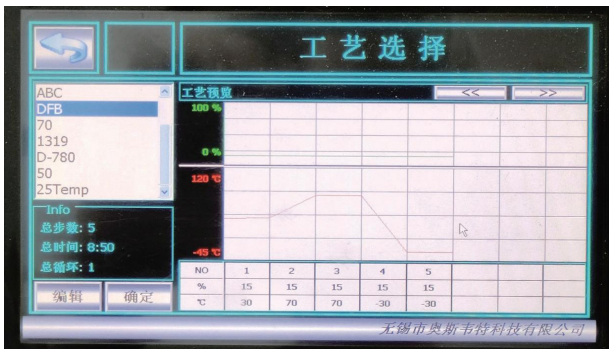 工艺选择
ABC
DFB
70
1319
D-780
50
25Temp
Info
总步数: 5
总时间: 8:50
总循环: 1
编辑 确定
工艺预览 << >>
100 %
0 %
120 ℃
-45 ℃
NO 1 2 3 4 5
% 15 15 15 15 15
℃ 30 70 70 -30 -30
无锡市奥斯韦特科技有限公司